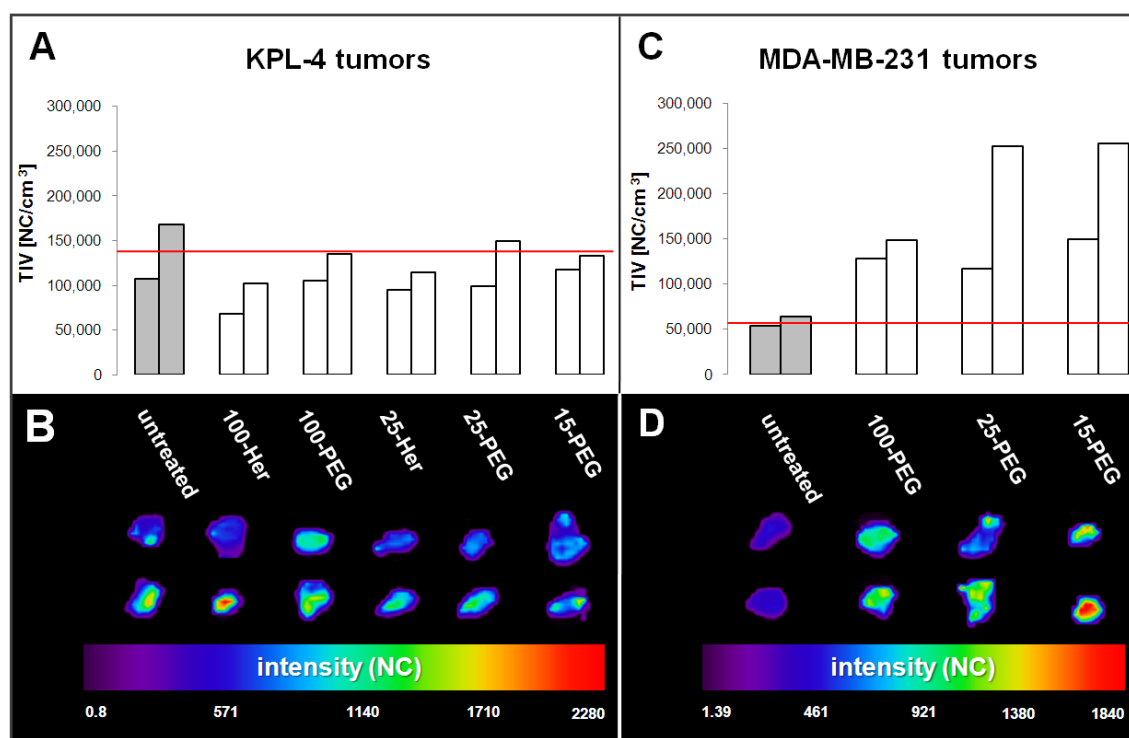 A
KPL-4 tumors
300,000
250,000
200,000
150,000
100,000
50,000
0
TIV [NC/cm³]
C
MDA-MB-231 tumors
300,000
250,000
200,000
150,000
100,000
50,000
0
TIV [NC/cm³]
B
untreated
100-Her
100-PEG
25-Her
25-PEG
15-PEG
intensity (NC)
0.8 571 1140 1710 2280
D
untreated
100-PEG
25-PEG
15-PEG
intensity (NC)
1.39 461 921 1380 1840